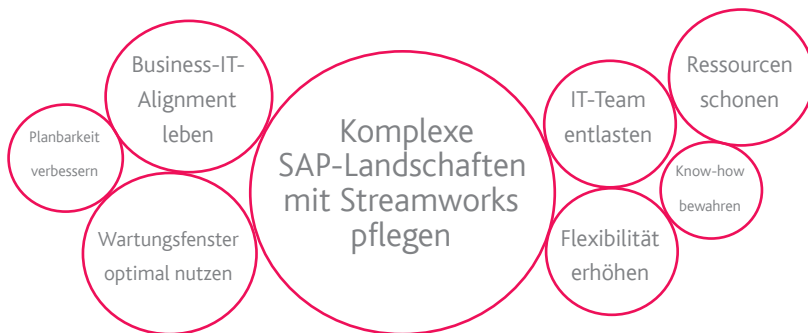 Business-IT-
Alignment
leben
Planbarkeit
verbessern
Wartungsfenster
optimal nutzen
Komplexe
SAP-Landschaften
mit Streamworks
pflegen
IT-Team
entlasten
Ressourcen
schonen
Know-how
bewahren
Flexibilität
erhöhen